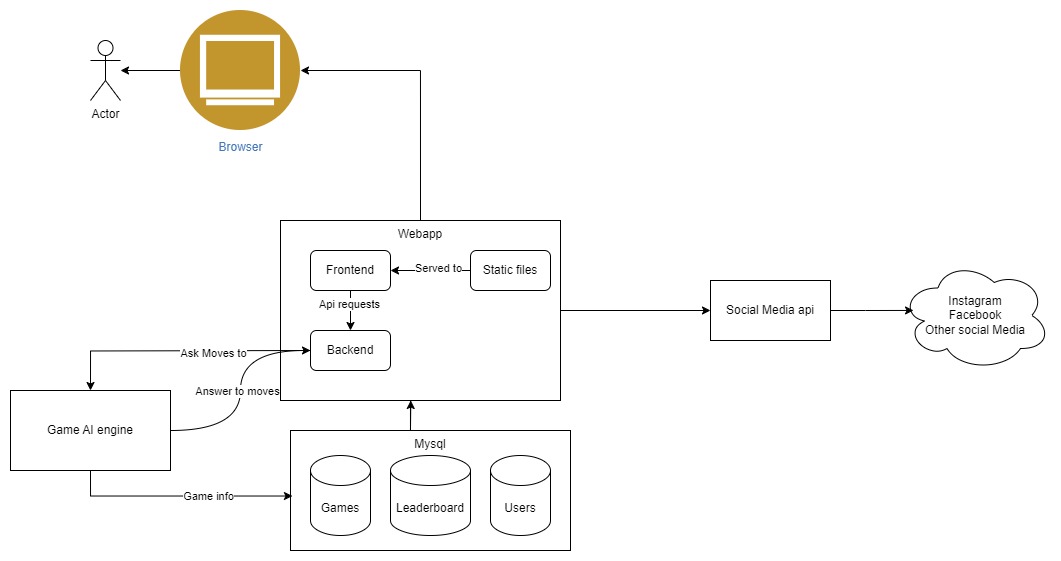 Actor
Browser
Webapp
Frontend
Served to
Static files
Api requests
Backend
Ask Moves to
Answer to moves
Game AI engine
Game info
Mysql
Games
Leaderboard
Users
Social Media api
Instagram
Facebook
Other social Media